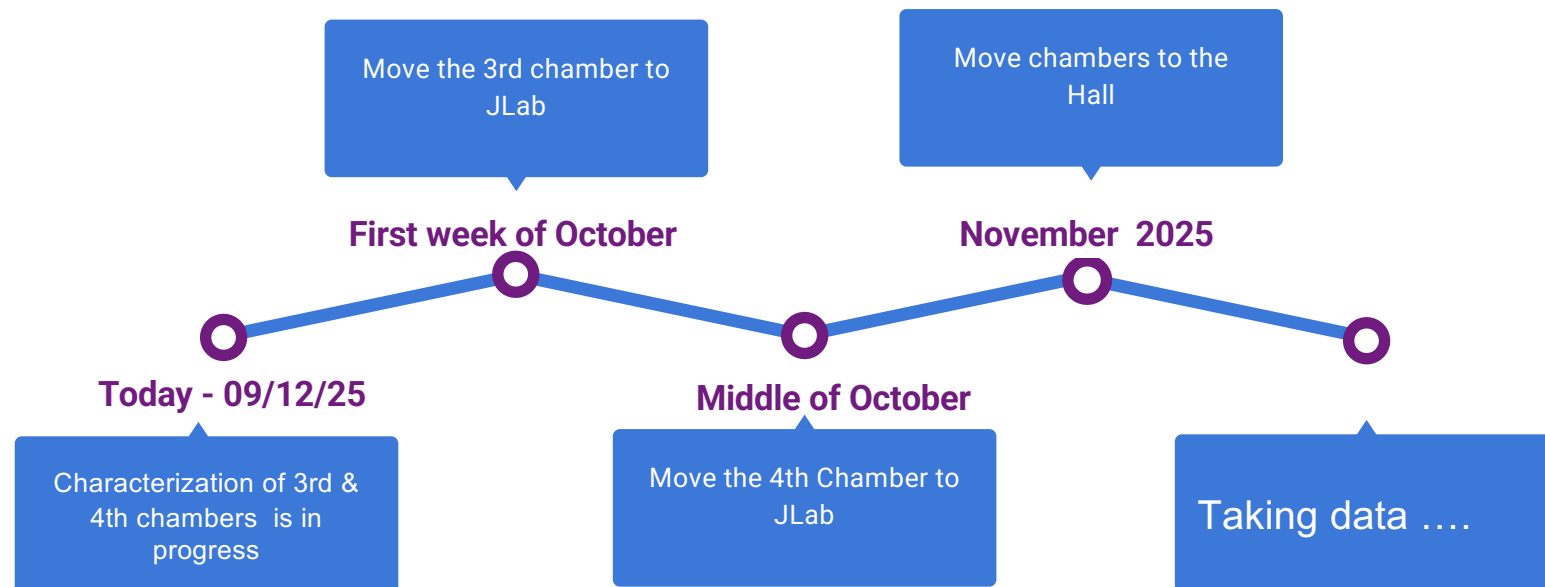 Move the 3rd chamber to
JLab
Move chambers to the
Hall
First week of October
November 2025
Today - 09/12/25
Middle of October
Characterization of 3rd &
4th chambers is in
progress
Move the 4th Chamber to
JLab
Taking data ....